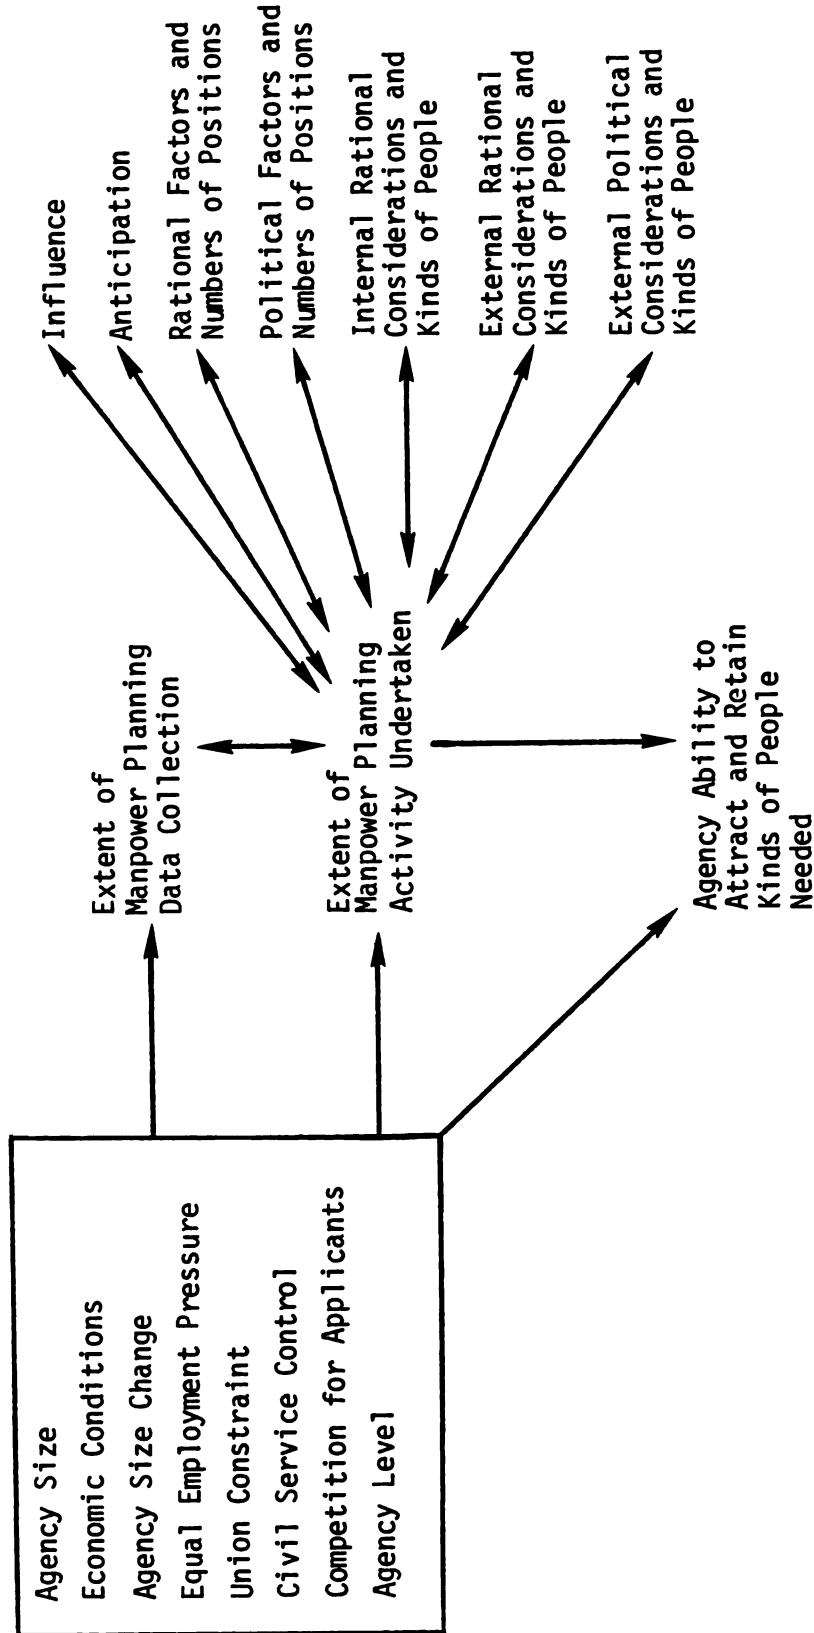 Agency Size
Economic Conditions
Agency Size Change
Equal Employment Pressure
Union Constraint
Civil Service Control
Competition for Applicants
Agency Level
Extent of
Manpower Planning
Data Collection
Extent of
Manpower Planning
Activity Undertaken
Agency Ability to
Attract and Retain
Kinds of People
Needed
Influence
Anticipation
Rational Factors and
Numbers of Positions
Political Factors and
Numbers of Positions
Internal Rational
Considerations and
Kinds of People
External Rational
Considerations and
Kinds of People
External Political
Considerations and
Kinds of People